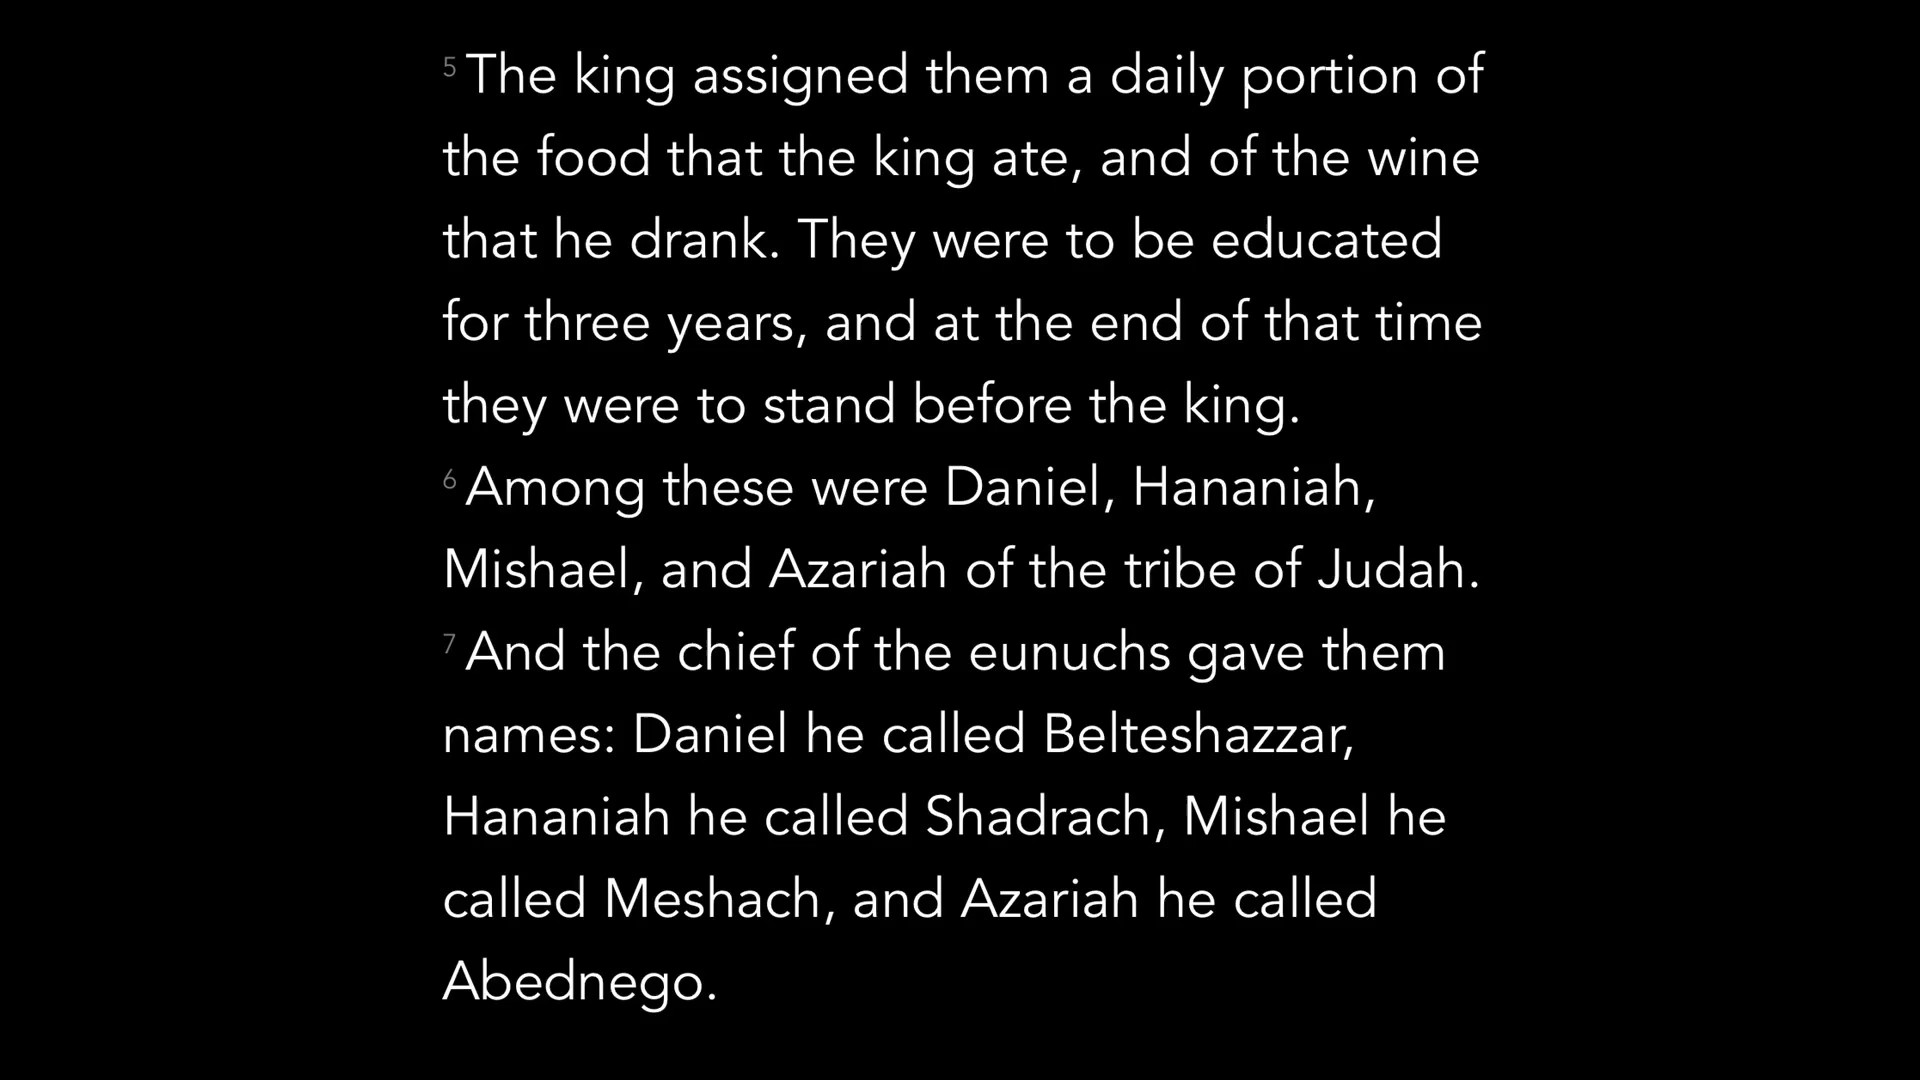 5 The king assigned them a daily portion of
the food that the king ate, and of the wine
that he drank. They were to be educated
for three years, and at the end of that time
they were to stand before the king.
6 Among these were Daniel, Hananiah,
Mishael, and Azariah of the tribe of Judah.
7 And the chief of the eunuchs gave them
names: Daniel he called Belteshazzar,
Hananiah he called Shadrach, Mishael he
called Meshach, and Azariah he called
Abednego.